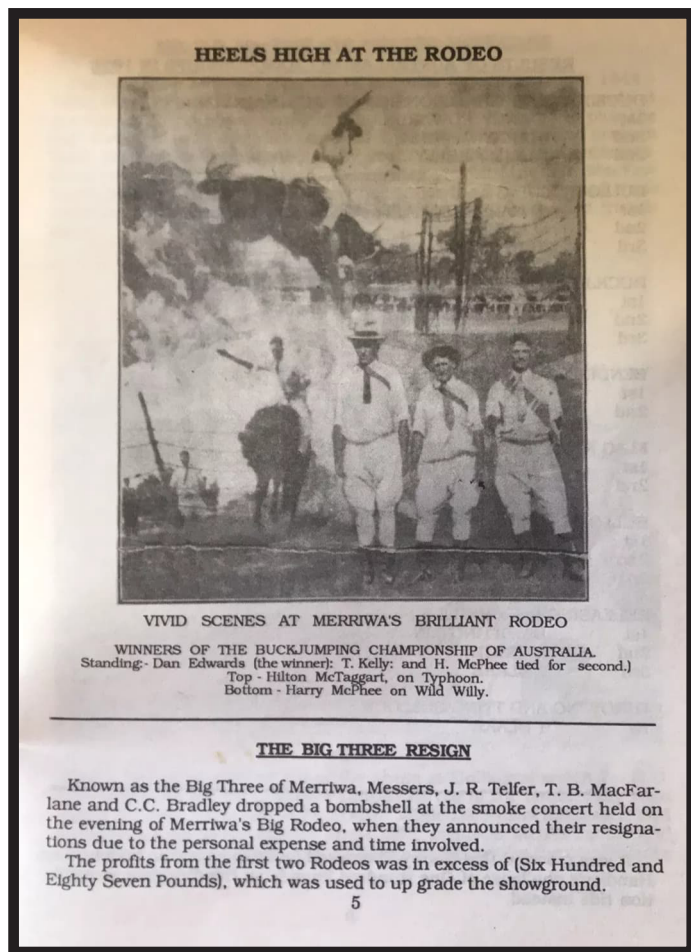 HEELS HIGH AT THE RODEO
VIVID SCENES AT MERRIWA'S BRILLIANT RODEO
WINNERS OF THE BUCKJUMPING CHAMPIONSHIP OF AUSTRALIA.
Standing:- Dan Edwards (the winner): T. Kelly: and H. McPhee tied for second.)
Top - Hilton McTaggart, on Typhoon.
Bottom - Harry McPhee on Wild Willy.
THE BIG THREE RESIGN
Known as the Big Three of Merriwa, Messers, J. R. Telfer, T. B. MacFar-
lane and C.C. Bradley dropped a bombshell at the smoke concert held on
the evening of Merriwa's Big Rodeo, when they announced their resigna-
tions due to the personal expense and time involved.
The profits from the first two Rodeos was in excess of (Six Hundred and
Eighty Seven Pounds), which was used to up grade the showground.
5